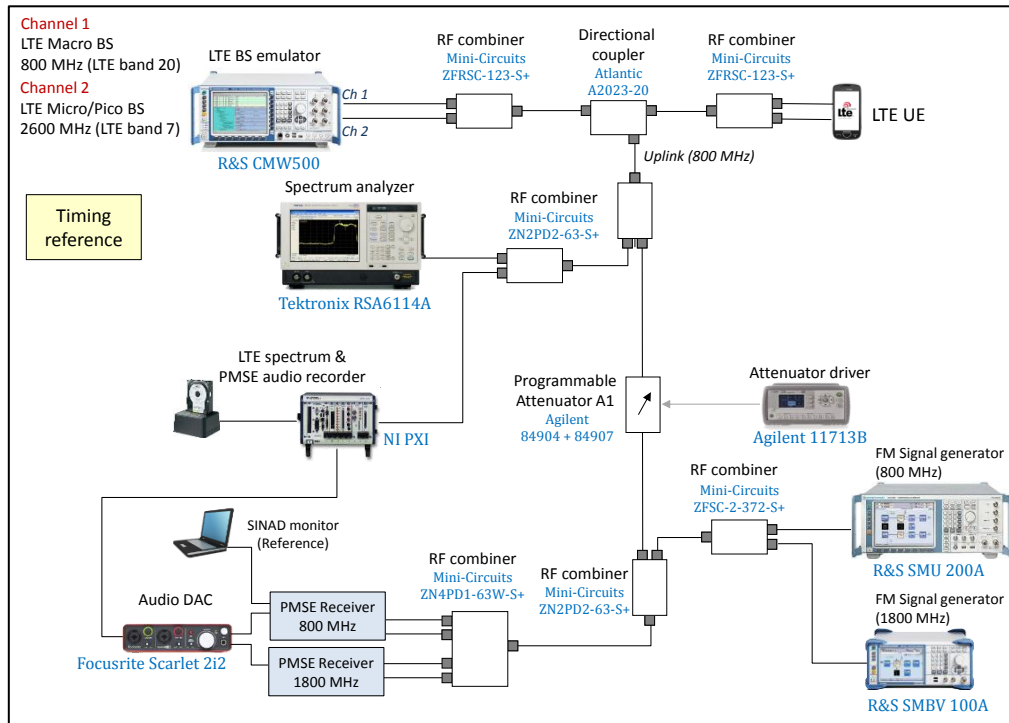 Channel 1
LTE Macro BS
800 MHz (LTE band 20)
Channel 2
LTE Micro/Pico BS
2600 MHz (LTE band 7)
LTE BS emulator
Ch 1
Ch 2
R&S CMW500
RF combiner
Mini-Circuits
ZFRSC-123-S+
Directional
coupler
Atlantic
A2023-20
RF combiner
Mini-Circuits
ZFRSC-123-S+
lte
LTE UE
Uplink (800 MHz)
Timing
reference
Spectrum analyzer
Tektronix RSA6114A
RF combiner
Mini-Circuits
ZN2PD2-63-S+
LTE spectrum &
PMSE audio recorder
NI PXI
Programmable
Attenuator A1
Agilent
84904 + 84907
Attenuator driver
Agilent 11713B
RF combiner
Mini-Circuits
ZFSC-2-372-S+
FM Signal generator
(800 MHz)
R&S SMU 200A
SINAD monitor
(Reference)
RF combiner
Mini-Circuits
ZN4PD1-63W-S+
RF combiner
Mini-Circuits
ZN2PD2-63-S+
FM Signal generator
(1800 MHz)
R&S SMBV 100A
Audio DAC
Focusrite Scarlet 2i2
PMSE Receiver
800 MHz
PMSE Receiver
1800 MHz